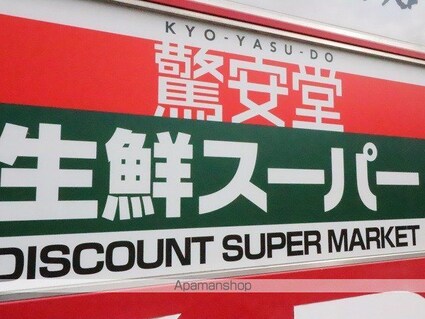 KYO-YASU-DO
驚安堂
生鮮スーパー
DISCOUNT SUPER MARKET
Apamanshop